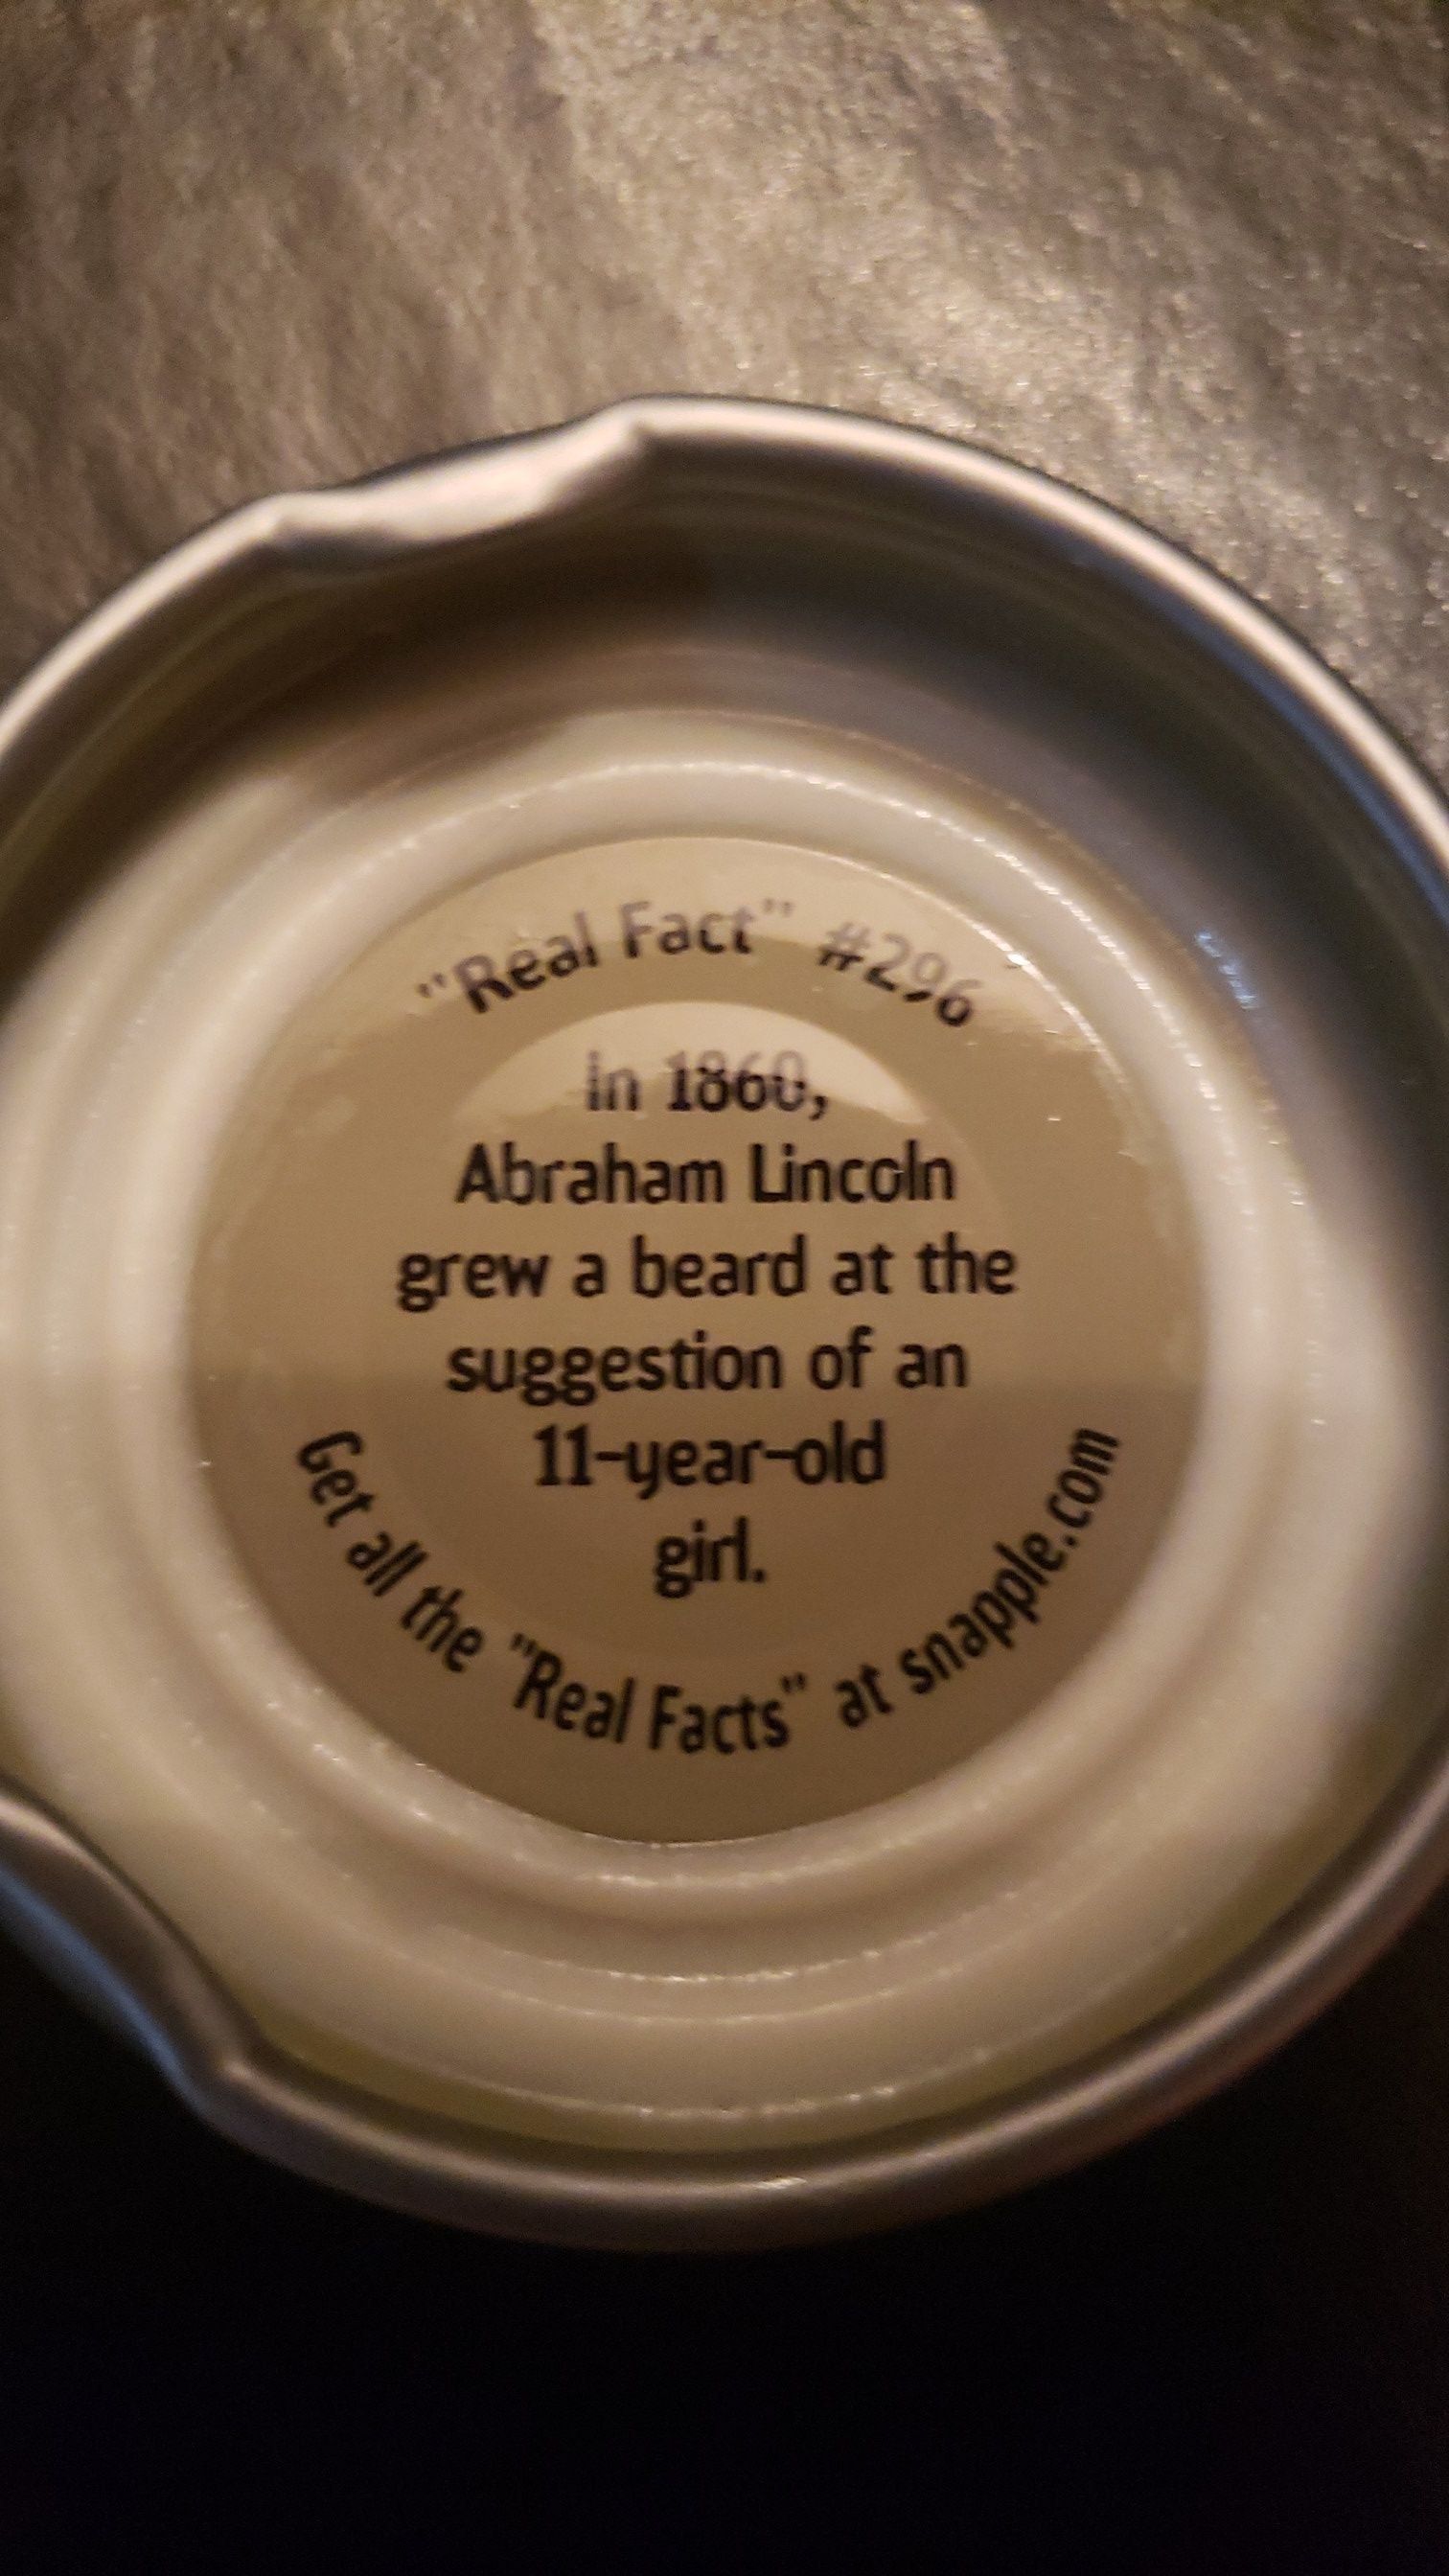 "Real Fact" #296
In 1860,
Abraham Lincoln
grew a beard at the
suggestion of an
11-year-old
girl.
Get all the "Real Facts" at snapple.com